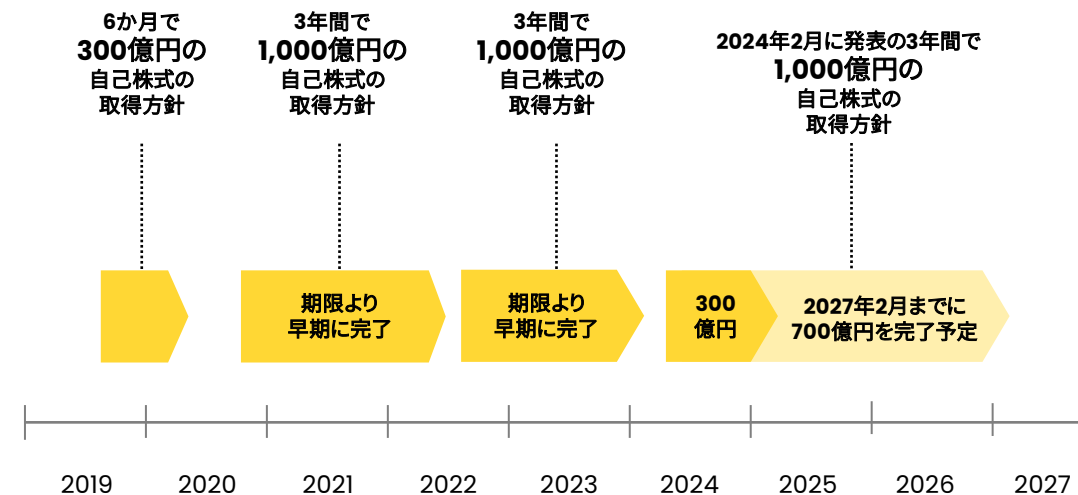 6か月で
300億円の
自己株式の
取得方針
3年間で
1,000億円の
自己株式の
取得方針
3年間で
1,000億円の
自己株式の
取得方針
2024年2月に発表の3年間で
1,000億円の
自己株式の
取得方針
期限より
早期に完了
期限より
早期に完了
300
億円
2027年2月までに
700億円を完了予定
2019 2020 2021 2022 2023 2024 2025 2026 2027